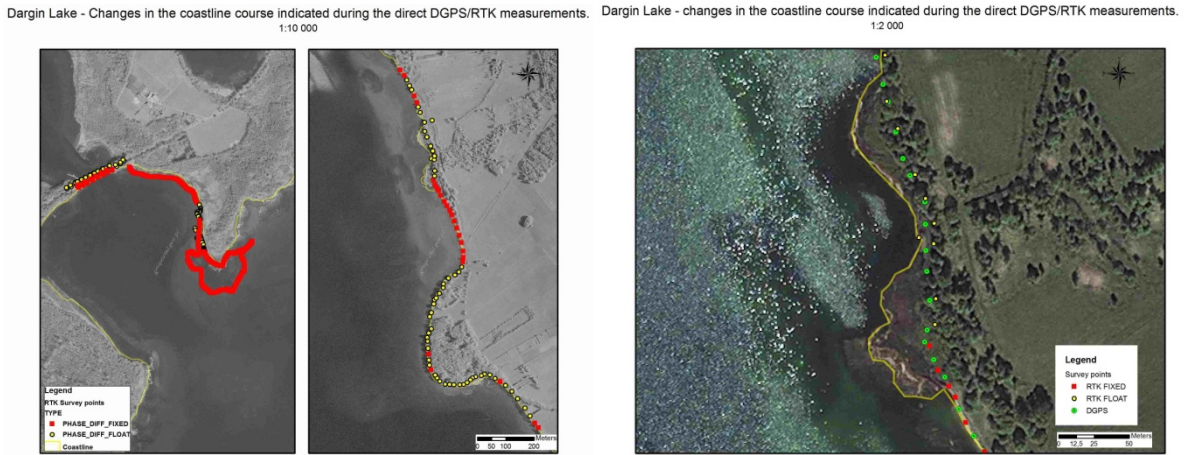 Dargin Lake - Changes in the coastline course indicated during the direct DGPS/RTK measurements.
1:10 000
Legend
RTK Survey points
TYPE
PHASE_DIFF_FIXED
PHASE_DIFF_FLOAT
Coastline
Meters
0 50 100 200
Dargin Lake - changes in the coastline course indicated during the direct DGPS/RTK measurements.
1:2 000
Legend
Survey points
RTK FIXED
RTK FLOAT
DGPS
Meters
0 12,5 25 50